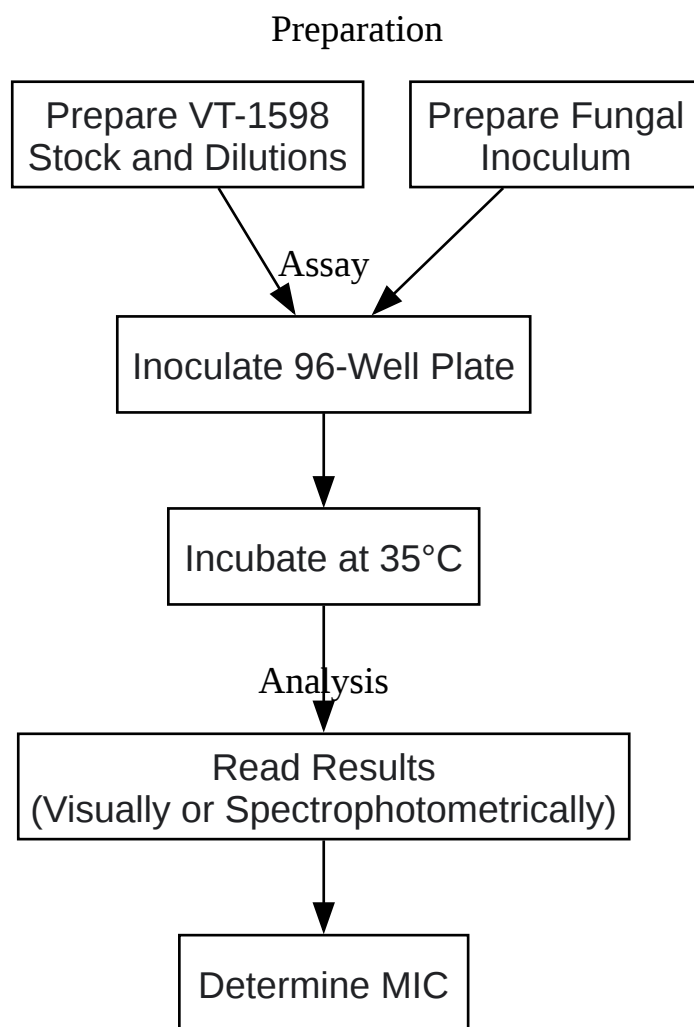 Preparation
Prepare VT-1598
Stock and Dilutions
Prepare Fungal
Inoculum
Assay
Inoculate 96-Well Plate
Incubate at 35°C
Analysis
Read Results
(Visually or Spectrophotometrically)
Determine MIC